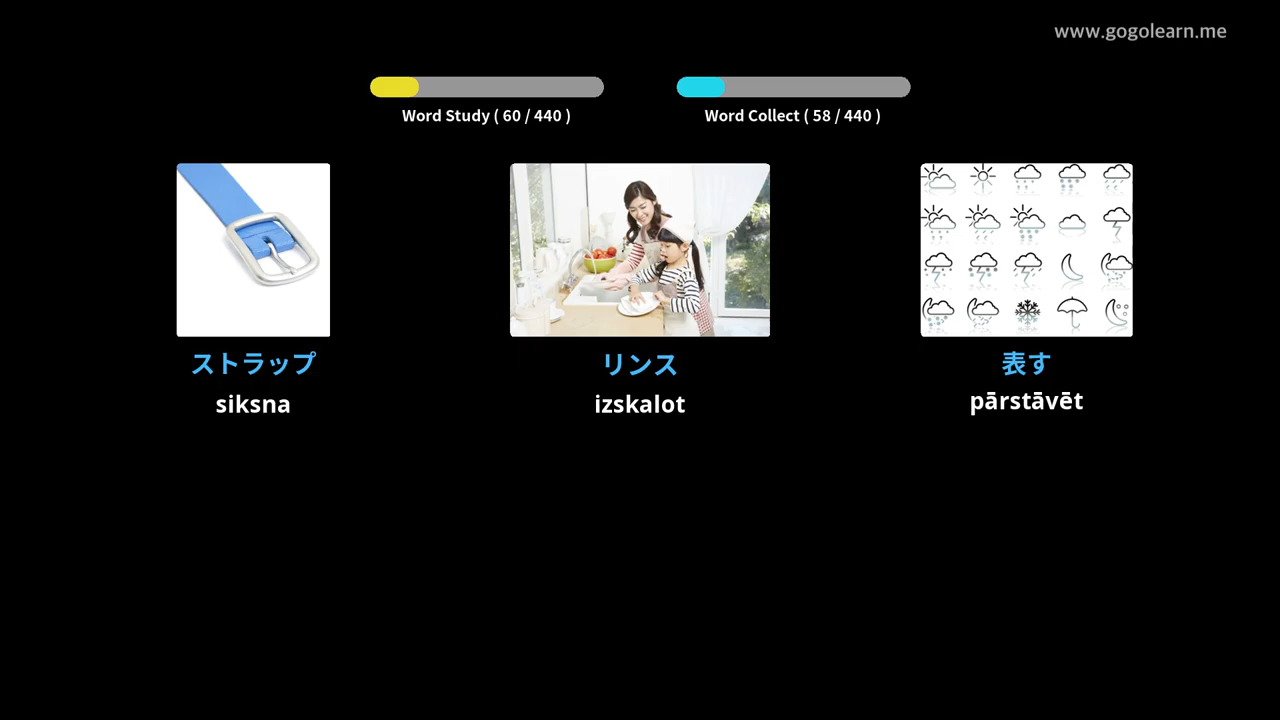 www.gogolearn.me
Word Study ( 60 / 440 )
Word Collect ( 58 / 440 )
ストラップ
siksna
リンス
izskalot
表す
pārstāvēt